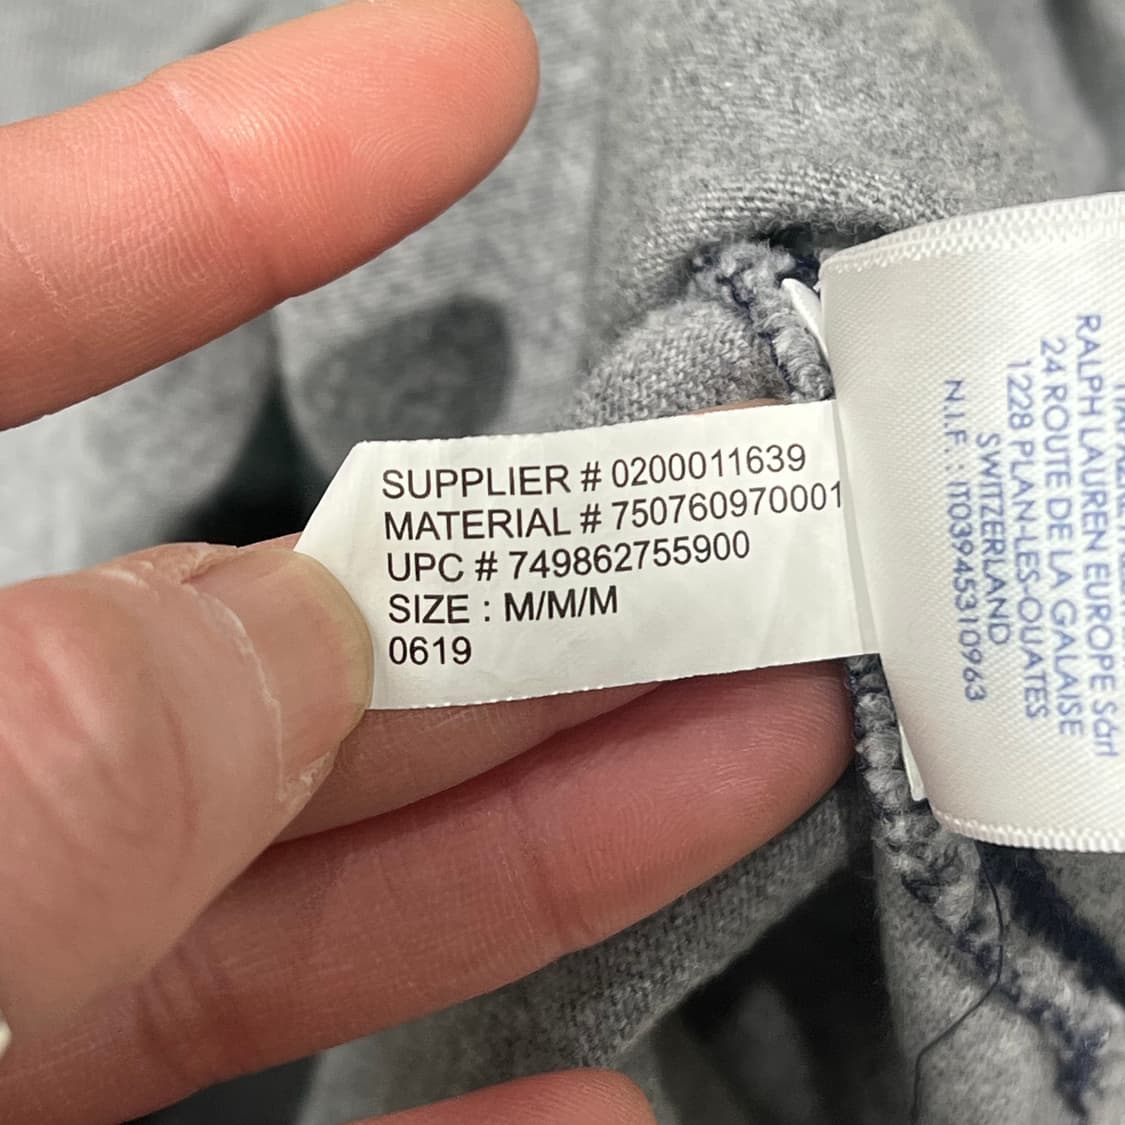 SUPPLIER # 0200011639
MATERIAL # 750760970001
UPC # 749862755900
SIZE : M/M/M
0619
RALPH LAUREN EUROPE Sàrl
24 ROUTE DE LA GALAISE
1228 PLAN-LES-OUATES
SWITZERLAND
N.I.F. : IT03945310963